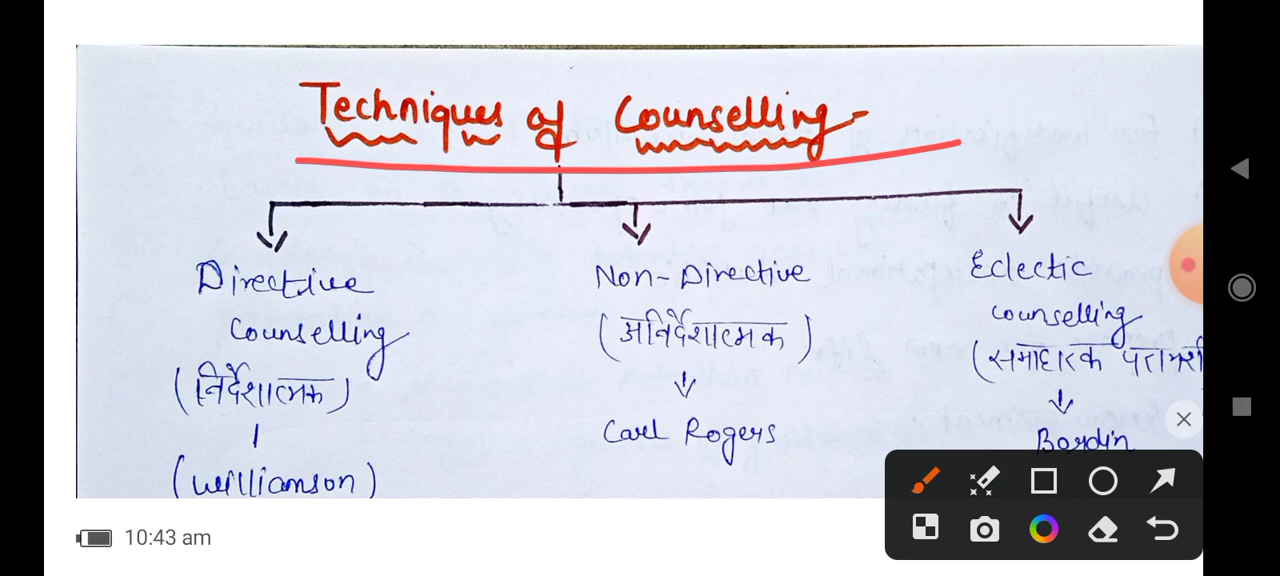 Techniques of Counselling
Directive
Counselling
(निर्देशात्मक)
(Williamson)
Non-Directive
(अनिर्देशात्मक)
Carl Rogers
Eclectic
Counselling
(समाहारक परामर्श
Bordin
10:43 am